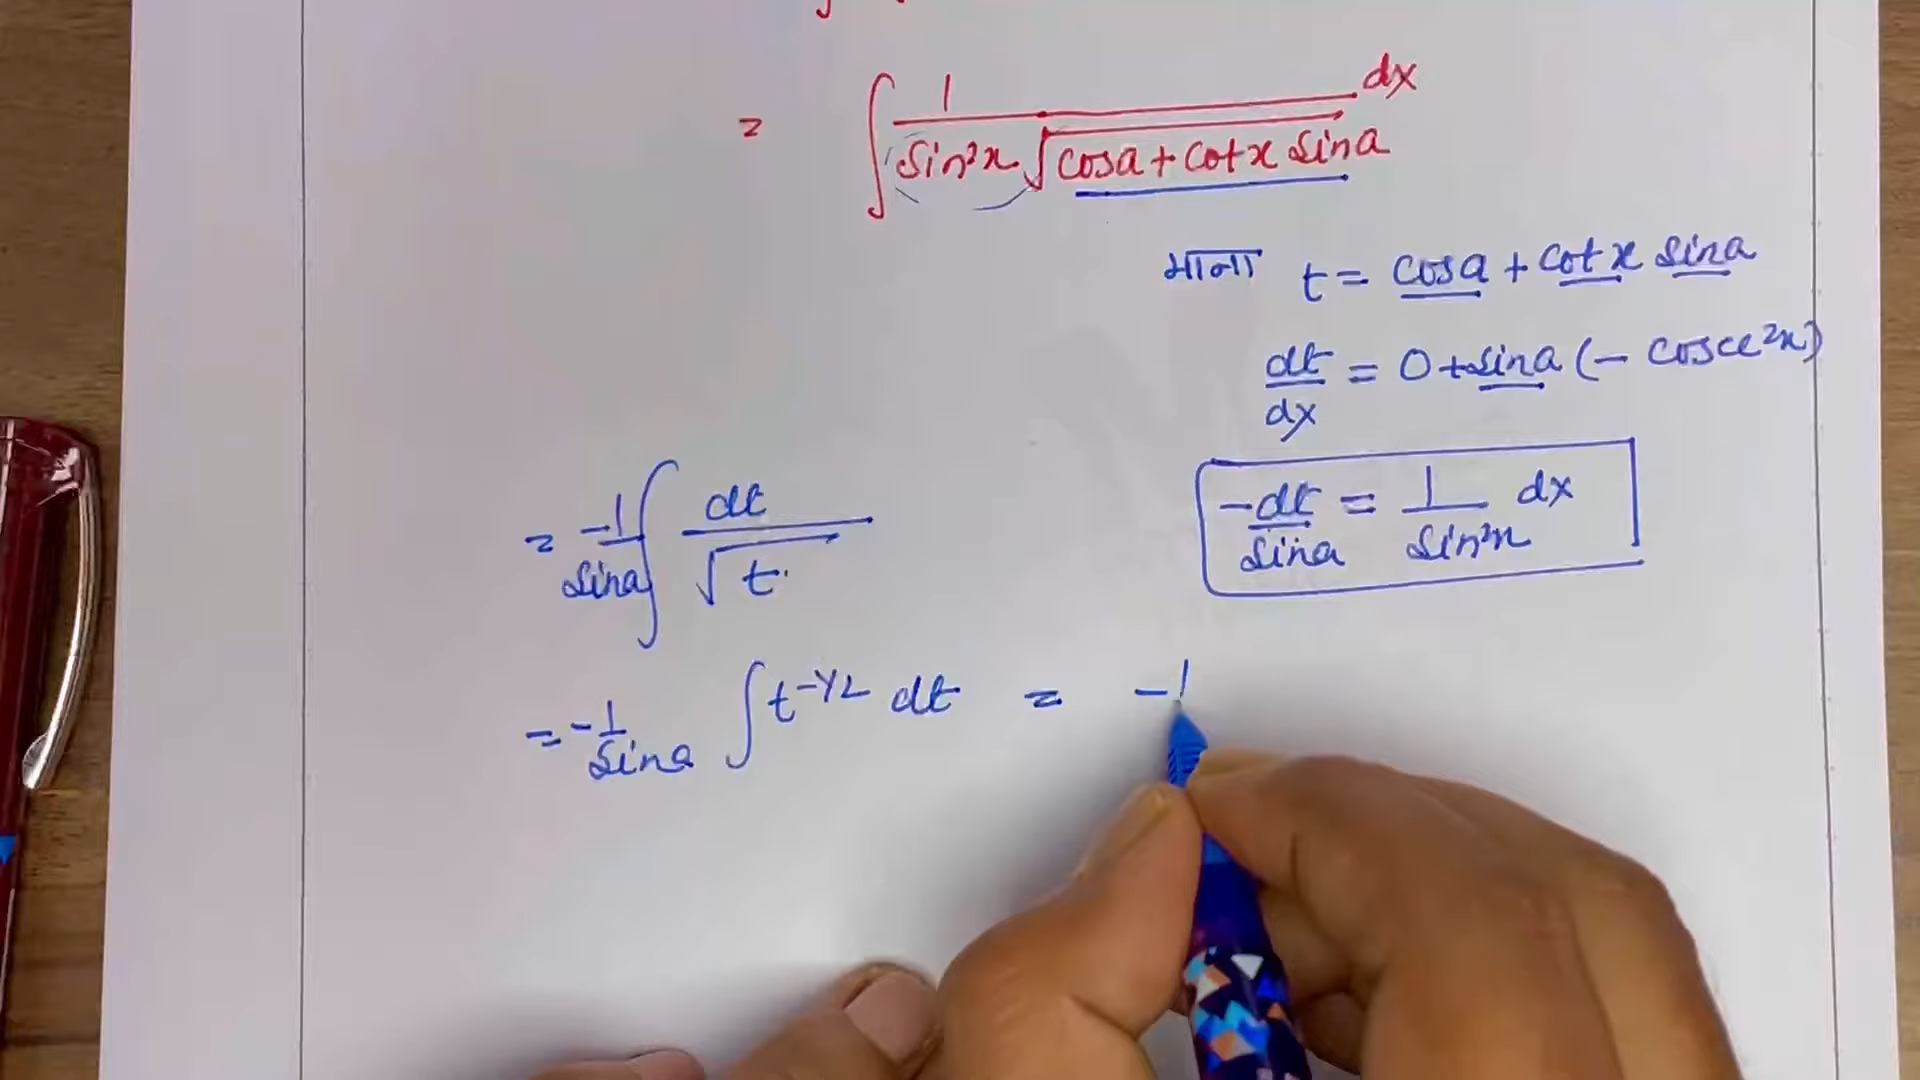 = ∫ 1 / (sin²x √(cosa + cotx sina)) dx
माना t = cosa + cotx sina
dt/dx = 0 + sina (- cosec²x)
-dt/sina = 1/sin²x dx
= -1/sina ∫ dt/√t
= -1/sina ∫ t^(-1/2) dt = -1